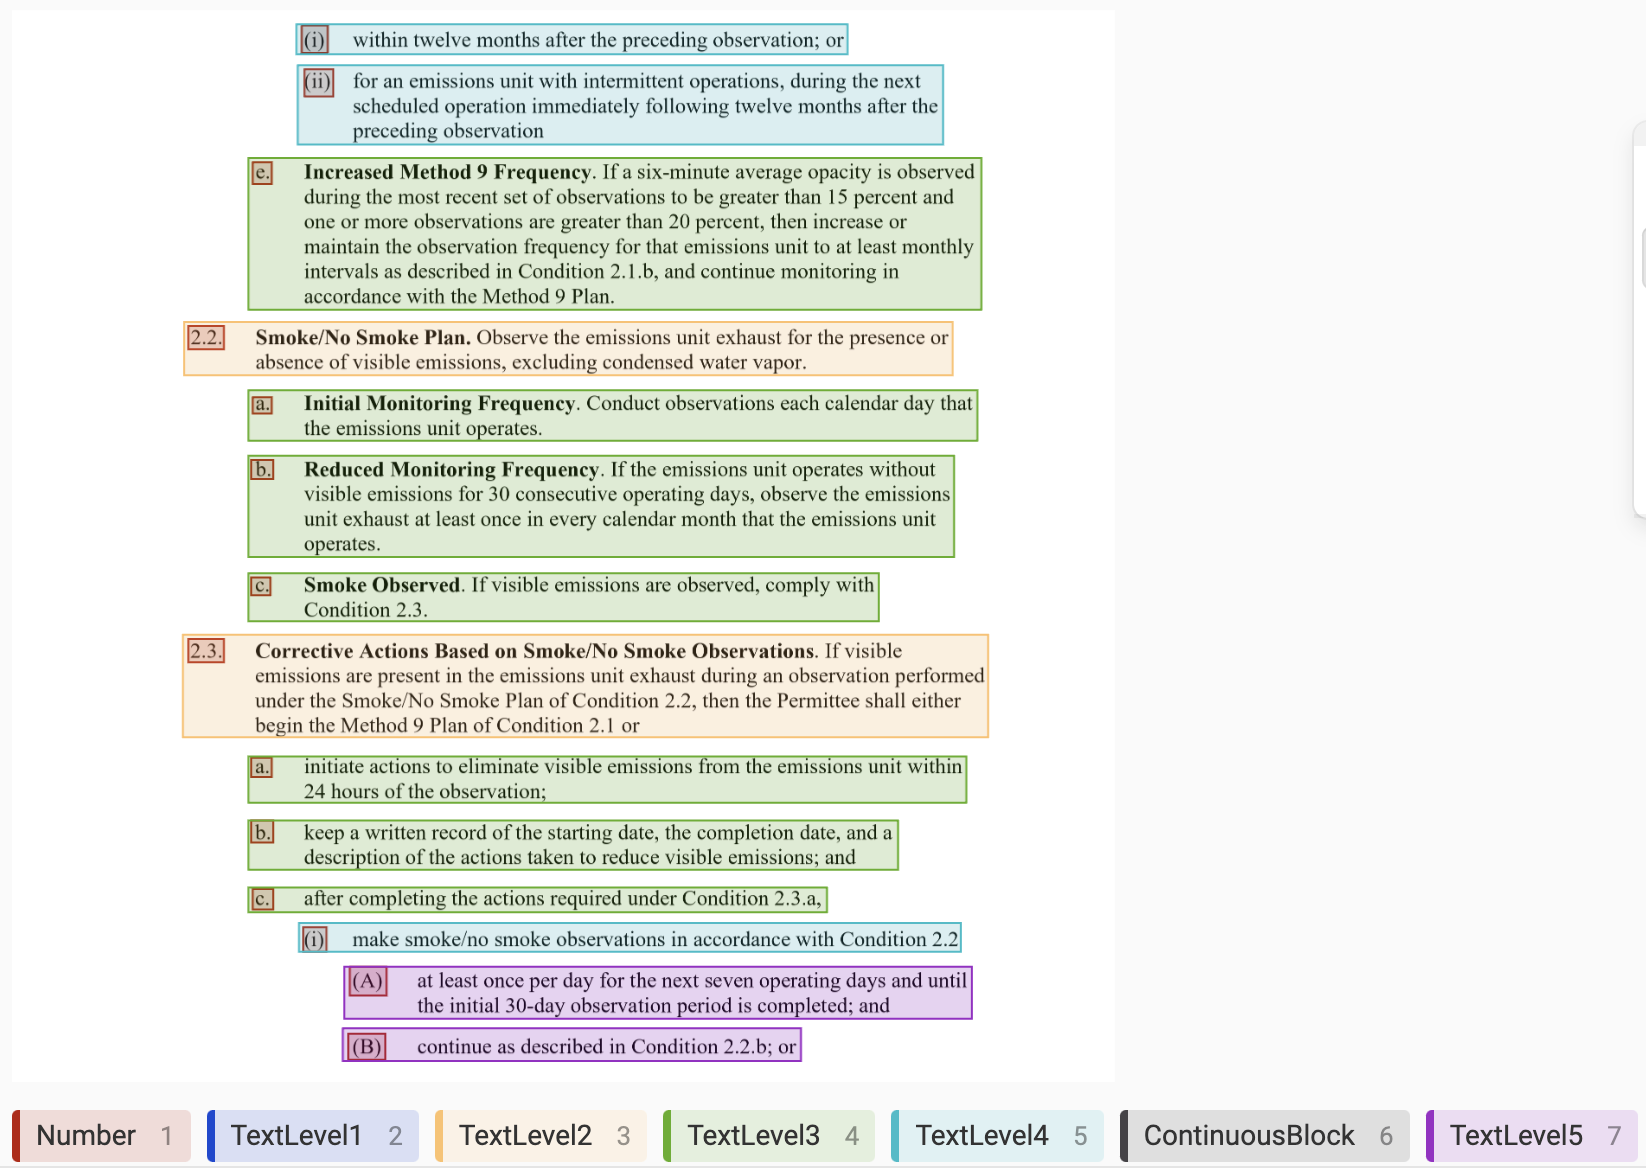 (i) within twelve months after the preceding observation; or
(ii) for an emissions unit with intermittent operations, during the next
scheduled operation immediately following twelve months after the
preceding observation
e. Increased Method 9 Frequency. If a six-minute average opacity is observed
during the most recent set of observations to be greater than 15 percent and
one or more observations are greater than 20 percent, then increase or
maintain the observation frequency for that emissions unit to at least monthly
intervals as described in Condition 2.1.b, and continue monitoring in
accordance with the Method 9 Plan.
2.2. Smoke/No Smoke Plan. Observe the emissions unit exhaust for the presence or
absence of visible emissions, excluding condensed water vapor.
a. Initial Monitoring Frequency. Conduct observations each calendar day that
the emissions unit operates.
b. Reduced Monitoring Frequency. If the emissions unit operates without
visible emissions for 30 consecutive operating days, observe the emissions
unit exhaust at least once in every calendar month that the emissions unit
operates.
c. Smoke Observed. If visible emissions are observed, comply with
Condition 2.3.
2.3. Corrective Actions Based on Smoke/No Smoke Observations. If visible
emissions are present in the emissions unit exhaust during an observation performed
under the Smoke/No Smoke Plan of Condition 2.2, then the Permittee shall either
begin the Method 9 Plan of Condition 2.1 or
a. initiate actions to eliminate visible emissions from the emissions unit within
24 hours of the observation;
b. keep a written record of the starting date, the completion date, and a
description of the actions taken to reduce visible emissions; and
c. after completing the actions required under Condition 2.3.a,
(i) make smoke/no smoke observations in accordance with Condition 2.2
(A) at least once per day for the next seven operating days and until
the initial 30-day observation period is completed; and
(B) continue as described in Condition 2.2.b; or
Number 1 TextLevel1 2 TextLevel2 3 TextLevel3 4 TextLevel4 5 ContinuousBlock 6 TextLevel5 7